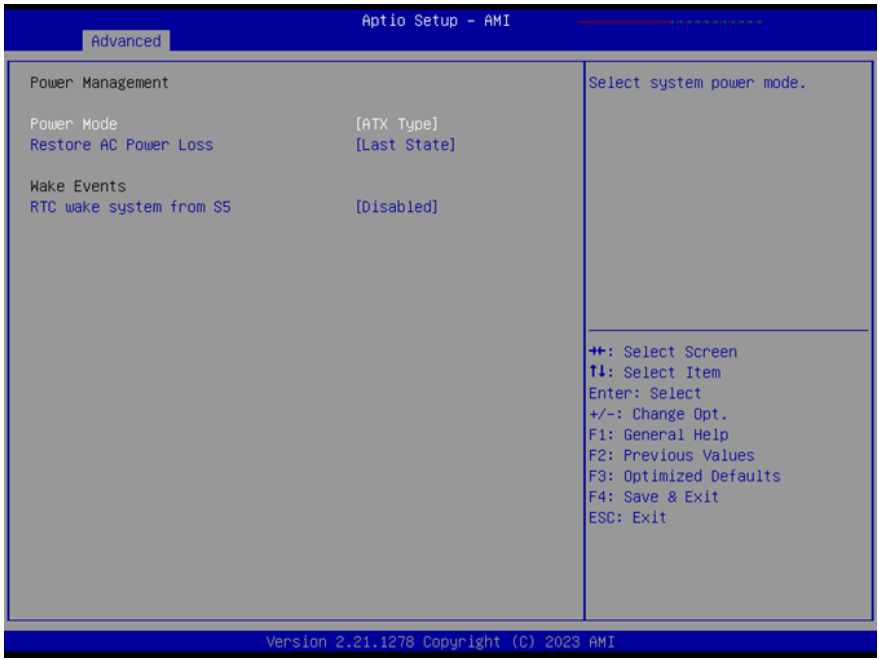 Aptio Setup - AMI
Advanced
Power Management
Power Mode [ATX Type]
Restore AC Power Loss [Last State]
Wake Events
RTC wake system from S5 [Disabled]
Select system power mode.
→←: Select Screen
↑↓: Select Item
Enter: Select
+/-: Change Opt.
F1: General Help
F2: Previous Values
F3: Optimized Defaults
F4: Save & Exit
ESC: Exit
Version 2.21.1278 Copyright (C) 2023 AMI